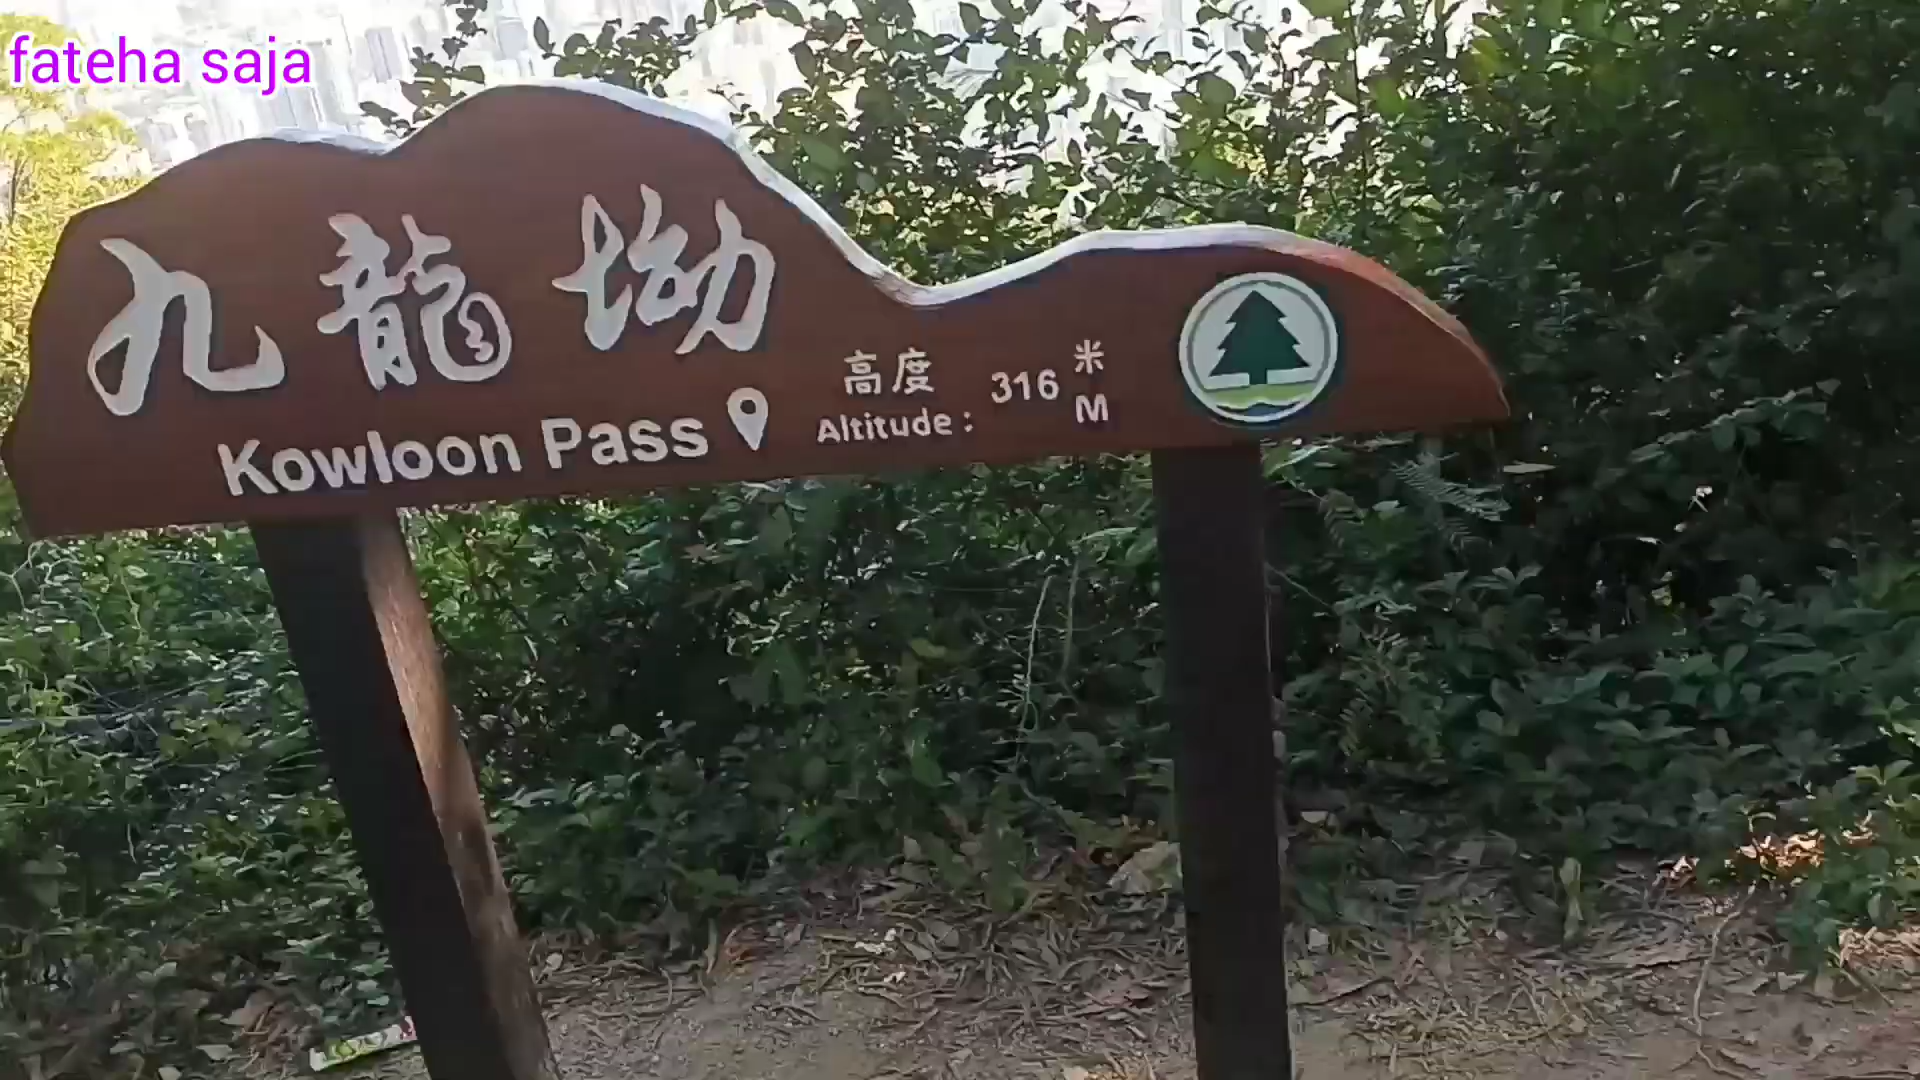 fateha saja
九龍坳
Kowloon Pass
高度 316 米
Altitude: M